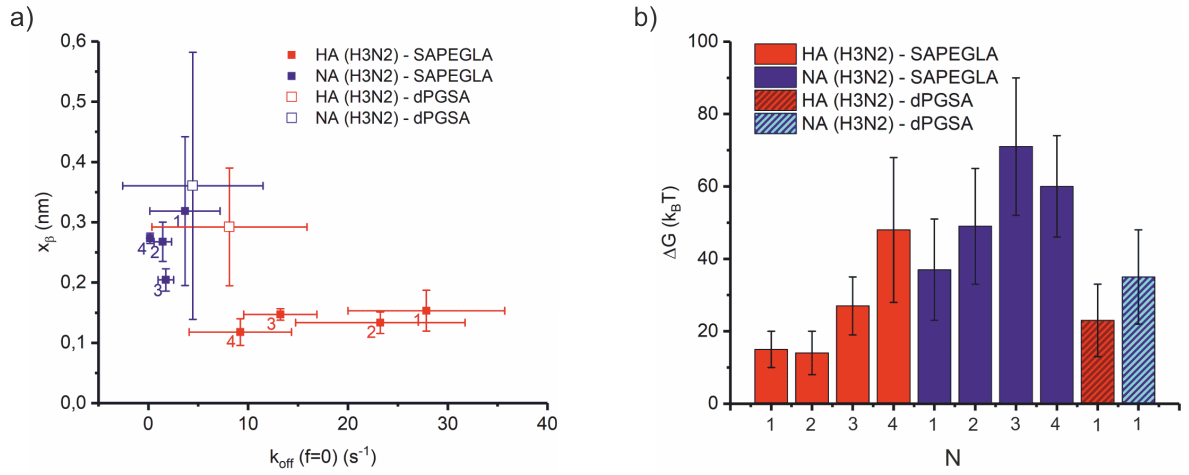 a)
0,6
0,5
0,4
0,3
0,2
0,1
0,0
xβ (nm)
HA (H3N2) - SAPEGLA
NA (H3N2) - SAPEGLA
HA (H3N2) - dPGSA
NA (H3N2) - dPGSA
1
2
3
4
1
2
3
4
0
10
20
30
40
koff (f=0) (s-1)
b)
100
80
60
40
20
0
ΔG (kBT)
HA (H3N2) - SAPEGLA
NA (H3N2) - SAPEGLA
HA (H3N2) - dPGSA
NA (H3N2) - dPGSA
1 2 3 4 1 2 3 4 1 1
N